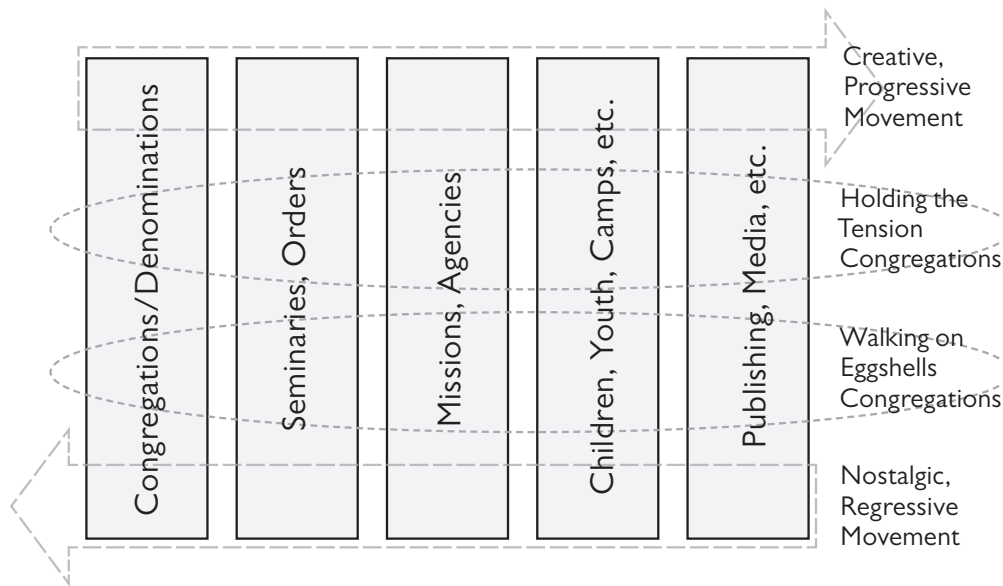 Congregations/Denominations
Seminaries, Orders
Missions, Agencies
Children, Youth, Camps, etc.
Publishing, Media, etc.
Creative,
Progressive
Movement
Holding the
Tension
Congregations
Walking on
Eggshells
Congregations
Nostalgic,
Regressive
Movement